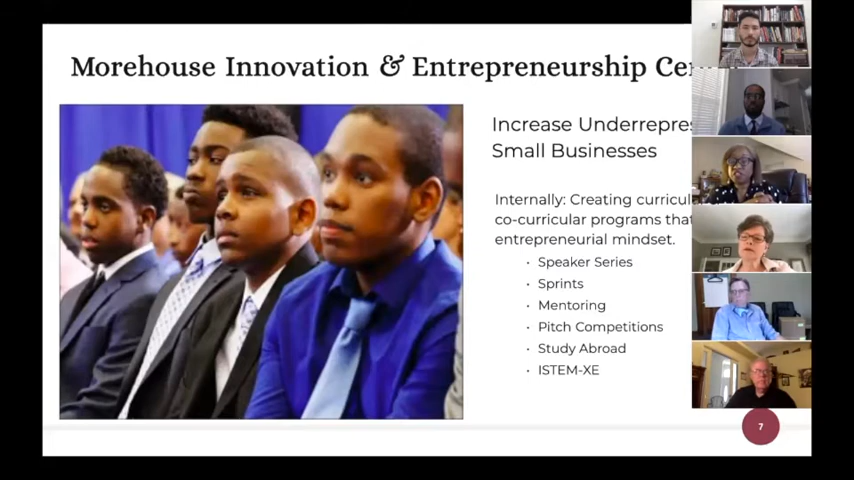 Morehouse Innovation & Entrepreneurship Ce
Increase Underrepres
Small Businesses
Internally: Creating curricul
co-curricular programs that
entrepreneurial mindset.
· Speaker Series
· Sprints
· Mentoring
· Pitch Competitions
· Study Abroad
· ISTEM-XE
7